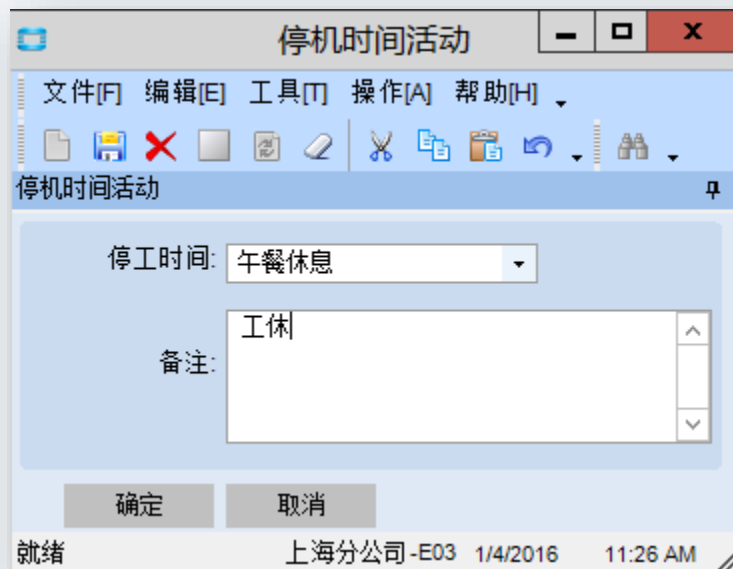 停机时间活动
文件[F] 编辑[E] 工具[T] 操作[A] 帮助[H]
停机时间活动
停工时间: 午餐休息
备注: 工休
确定 取消
就绪 上海分公司-E03 1/4/2016 11:26 AM